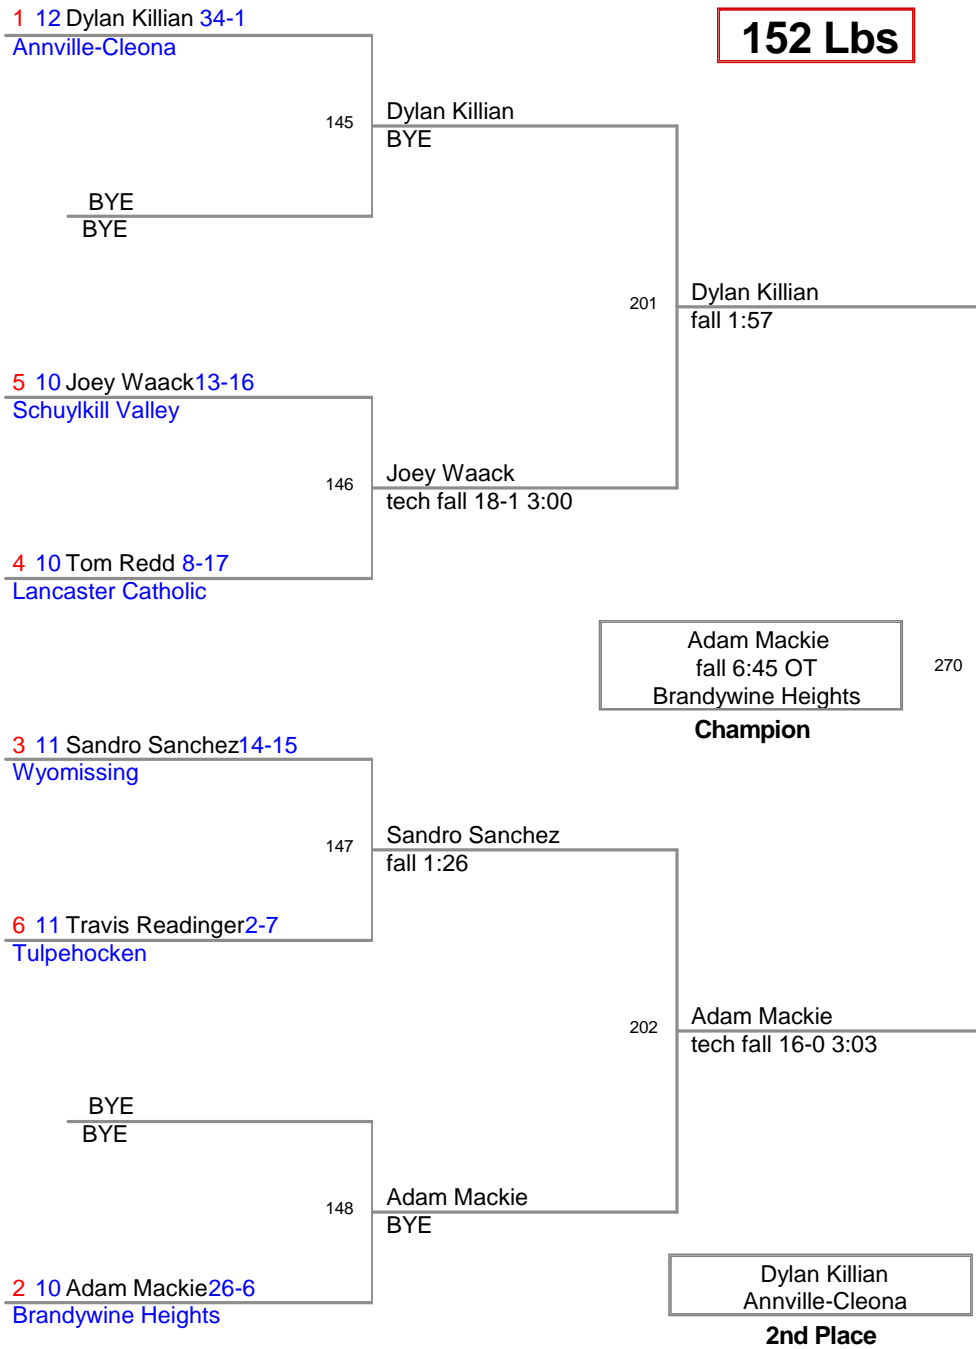 1 12 Dylan Killian 34-1
Annville-Cleona
152 Lbs
145
Dylan Killian
BYE
BYE
BYE
201
Dylan Killian
fall 1:57
5 10 Joey Waack13-16
Schuylkill Valley
146
Joey Waack
tech fall 18-1 3:00
4 10 Tom Redd 8-17
Lancaster Catholic
Adam Mackie
fall 6:45 OT
Brandywine Heights
270
Champion
3 11 Sandro Sanchez14-15
Wyomissing
147
Sandro Sanchez
fall 1:26
6 11 Travis Readinger2-7
Tulpehocken
202
Adam Mackie
tech fall 16-0 3:03
BYE
BYE
148
Adam Mackie
BYE
2 10 Adam Mackie26-6
Brandywine Heights
Dylan Killian
Annville-Cleona
2nd Place